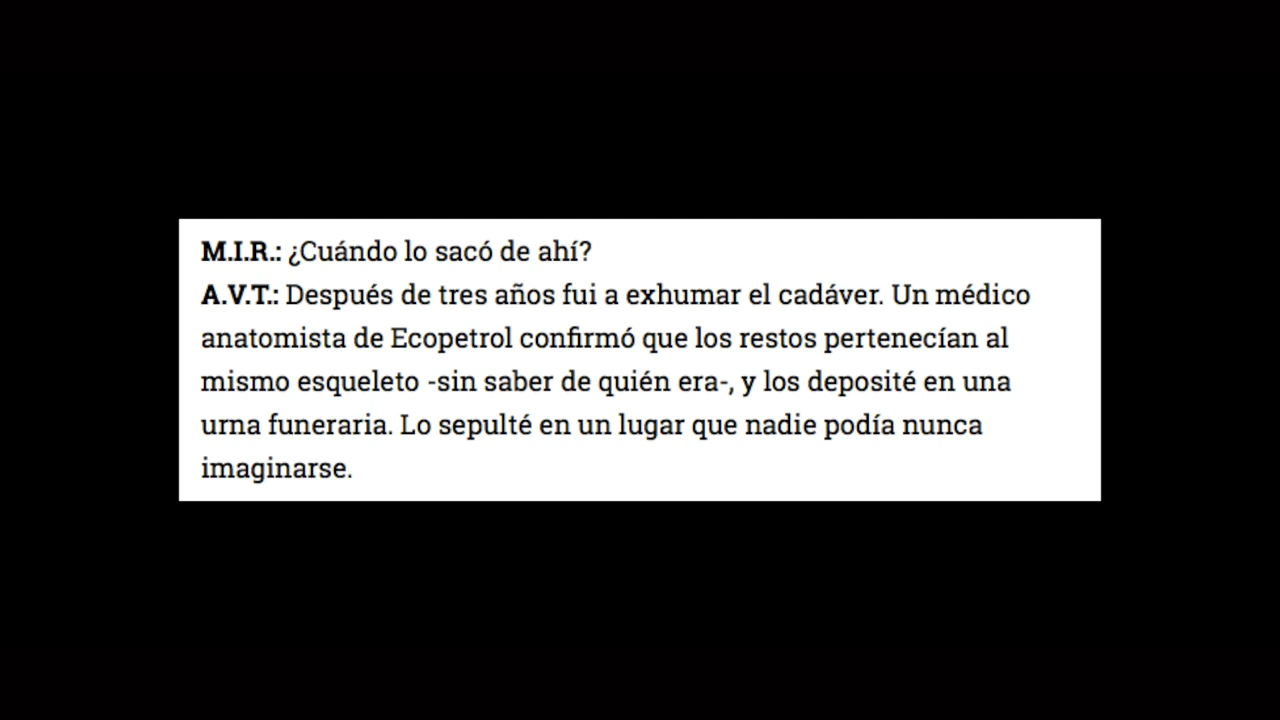 M.I.R.: ¿Cuándo lo sacó de ahí?
A.V.T.: Después de tres años fui a exhumar el cadáver. Un médico
anatomista de Ecopetrol confirmó que los restos pertenecían al
mismo esqueleto -sin saber de quién era-, y los deposité en una
urna funeraria. Lo sepulté en un lugar que nadie podía nunca
imaginarse.